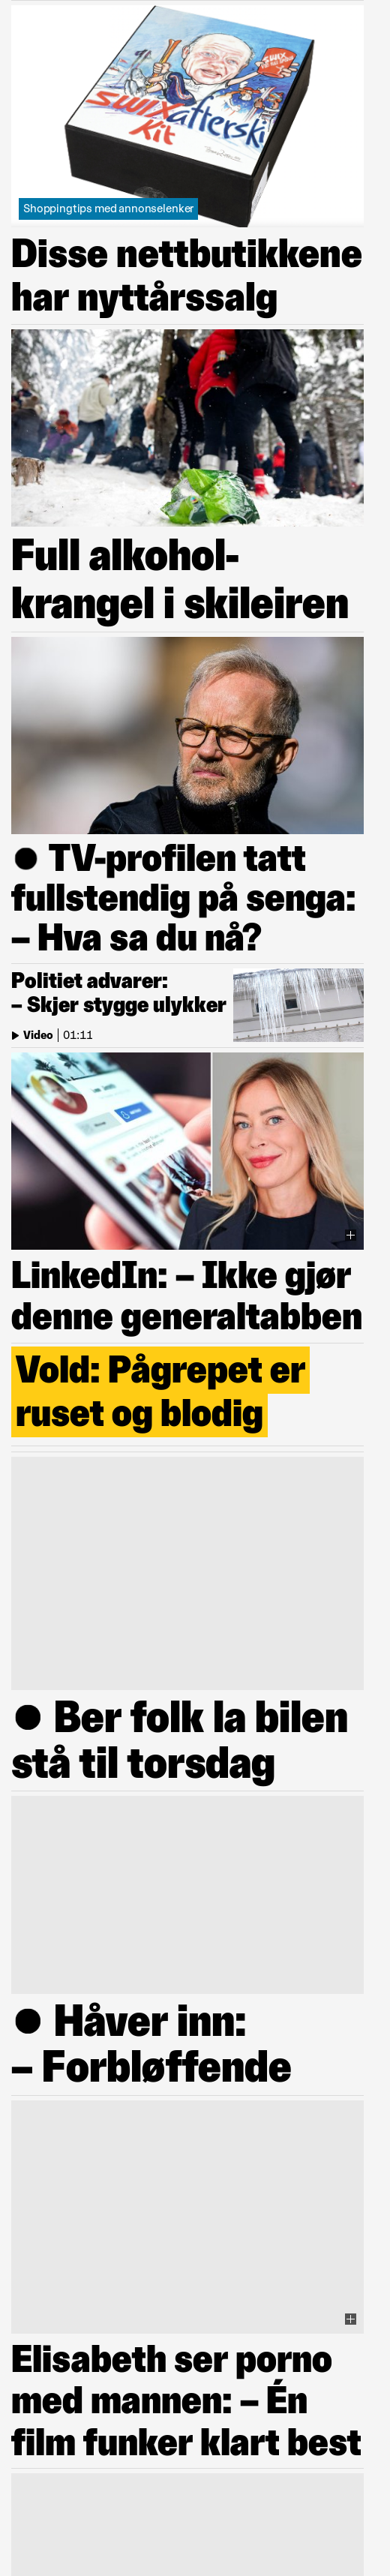 SWIX
afterski
Kit
Shoppingtips med annonselenker
Disse nettbutikkene
har nyttårssalg
Full alkohol-
krangel i skileiren
● TV-profilen tatt
fullstendig på senga:
– Hva sa du nå?
Politiet advarer:
– Skjer stygge ulykker
Video | 01:11
LinkedIn: – Ikke gjør
denne generaltabben
Vold: Pågrepet er
ruset og blodig
● Ber folk la bilen
stå til torsdag
● Håver inn:
– Forbløffende
Elisabeth ser porno
med mannen: – Én
film funker klart best